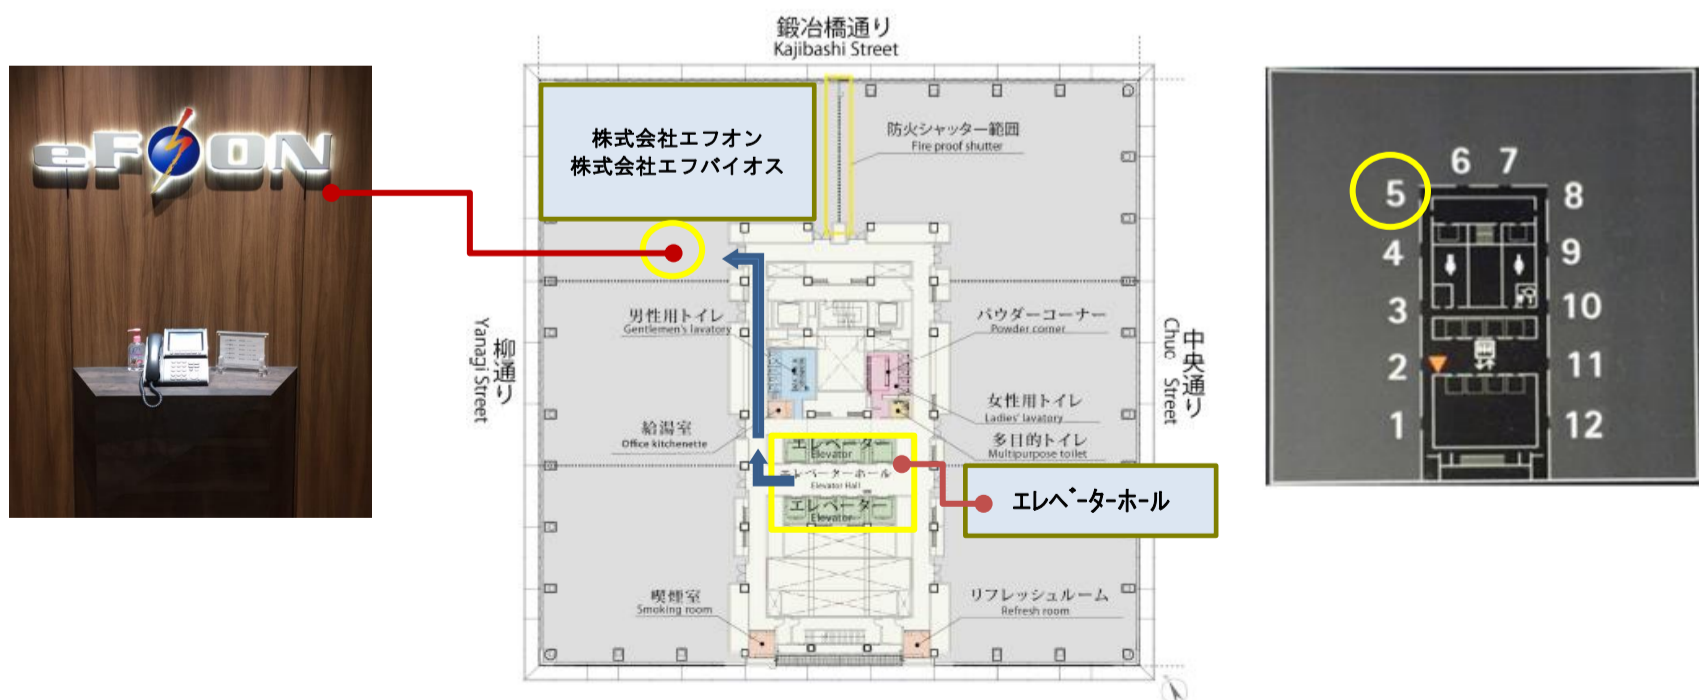 eFON
鍛冶橋通り
Kajibashi Street
株式会社エフオン
株式会社エフバイオス
防火シャッター範囲
Fire proof shutter
男性用トイレ
Gentlemen's lavatory
パウダーコーナー
Powder corner
柳通り
Yanagi Street
中央通り
Chuo Street
女性用トイレ
Ladies' lavatory
給湯室
Office kitchenette
多目的トイレ
Multipurpose toilet
エレベーター
Elevator
エレベーターホール
Elevator Hall
エレベーター
Elevator
エレベーターホール
喫煙室
Smoking room
リフレッシュルーム
Refresh room
6 7
5 8
4 9
3 10
2 11
1 12